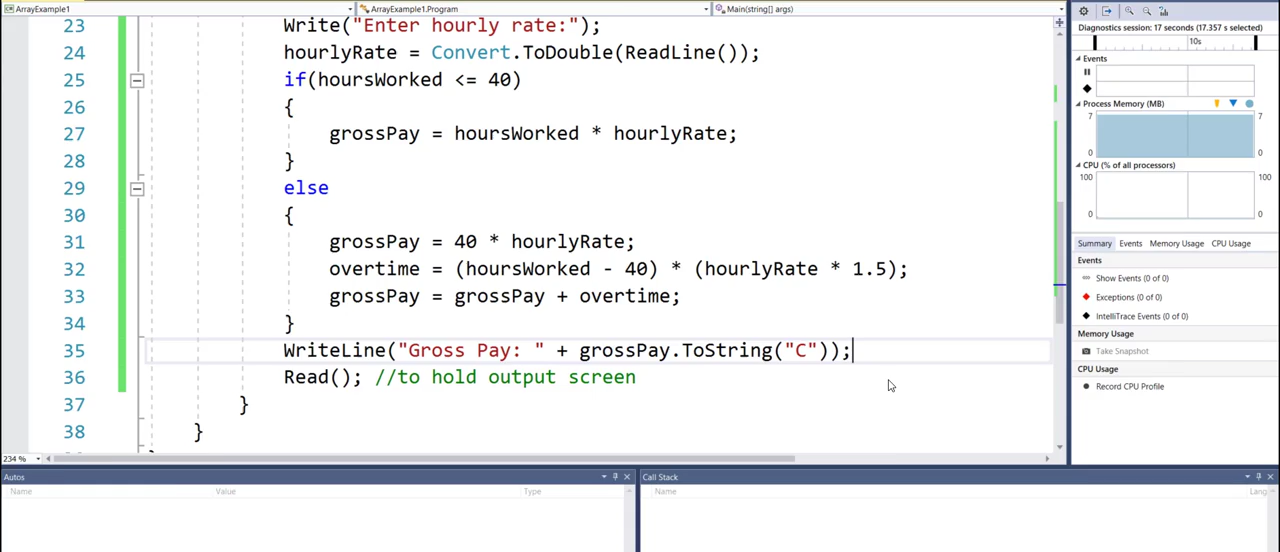 ArrayExample1
ArrayExample1.Program
Main(string[] args)
23 Write("Enter hourly rate:");
24 hourlyRate = Convert.ToDouble(ReadLine());
25 if(hoursWorked <= 40)
26 {
27 grossPay = hoursWorked * hourlyRate;
28 }
29 else
30 {
31 grossPay = 40 * hourlyRate;
32 overtime = (hoursWorked - 40) * (hourlyRate * 1.5);
33 grossPay = grossPay + overtime;
34 }
35 WriteLine("Gross Pay: " + grossPay.ToString("C"));
36 Read(); //to hold output screen
37 }
38 }
234 %
Diagnostics session: 17 seconds (17.357 s selected)
10s
Events
Process Memory (MB)
7 7
0 0
CPU (% of all processors)
100 100
0 0
Summary Events Memory Usage CPU Usage
Events
Show Events (0 of 0)
Exceptions (0 of 0)
IntelliTrace Events (0 of 0)
Memory Usage
Take Snapshot
CPU Usage
Record CPU Profile
Autos
Name Value Type
Call Stack
Name Lang